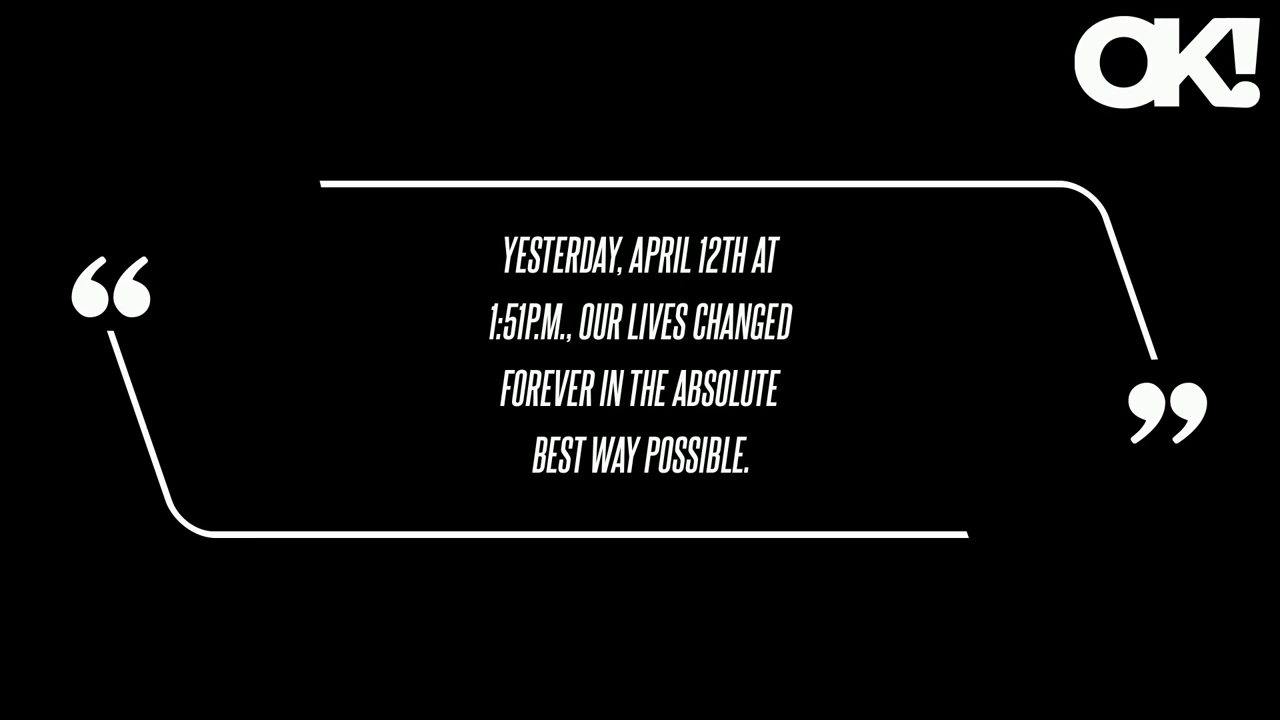 OK!
“
YESTERDAY, APRIL 12TH AT
1:51P.M., OUR LIVES CHANGED
FOREVER IN THE ABSOLUTE
BEST WAY POSSIBLE.
”